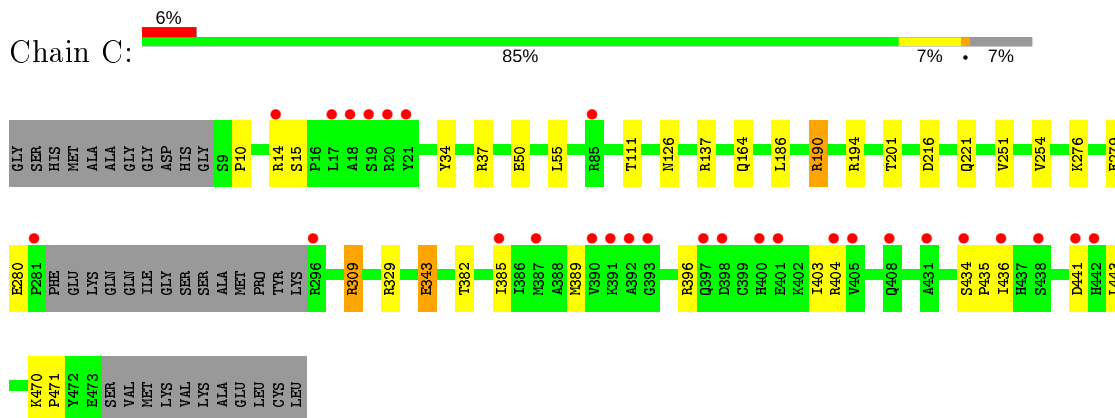 6%
Chain C:
85% 7% • 7%
GLY SER HIS MET ALA ALA GLY GLY ASP HIS GLY S9 P10 R14 S15 P16 L17 A18 S19 R20 Y21 Y34 R37 E50 L55 R85 T111 N126 R137 Q164 L186 R190 R194 T201 D216 Q221 V251 V254 K276 E279
E280 P281 PHE LYS GLN GLN ILE GLY SER SER ALA MET PRO TYR LYS R296 R309 R329 E343 T382 I385 I386 M387 A388 M389 V390 K391 A392 G393 R396 Q397 D398 C399 H400 E401 K402 I403 R404 V405 Q408 A431 S434 P435 I436 H437 S438 D441 H442 L443
K470 P471 Y472 E473 SER VAL MET LYS VAL LYS ALA GLU LEU CYS LEU